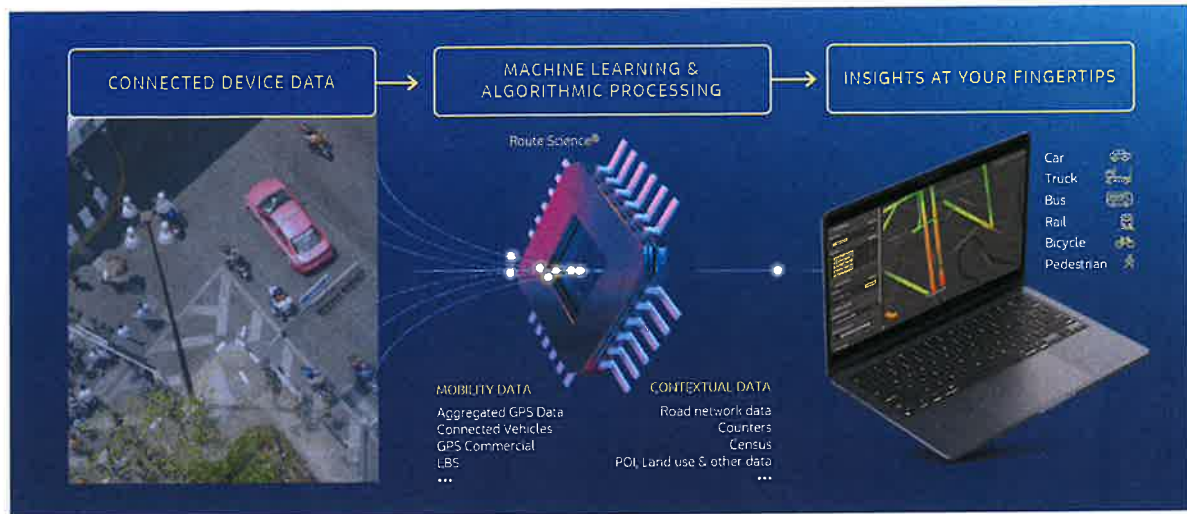 CONNECTED DEVICE DATA
MACHINE LEARNING &
ALGORITHMIC PROCESSING
INSIGHTS AT YOUR FINGERTIPS
Route Science®
Car
Truck
Bus
Rail
Bicycle
Pedestrian
MOBILITY DATA
Aggregated GPS Data
Connected Vehicles
GPS Commercial
LBS
...
CONTEXTUAL DATA
Road network data
Counters
Census
POI, Land use & other data
...